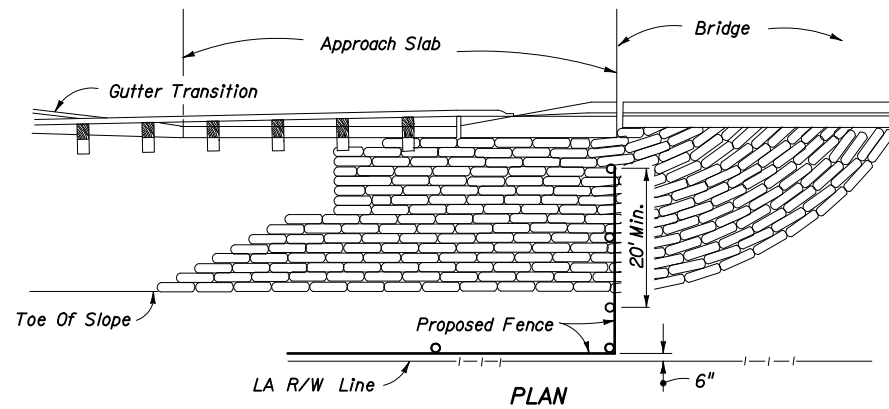 Bridge
Approach Slab
Gutter Transition
20' Min.
Toe Of Slope
Proposed Fence
LA R/W Line
6"
PLAN